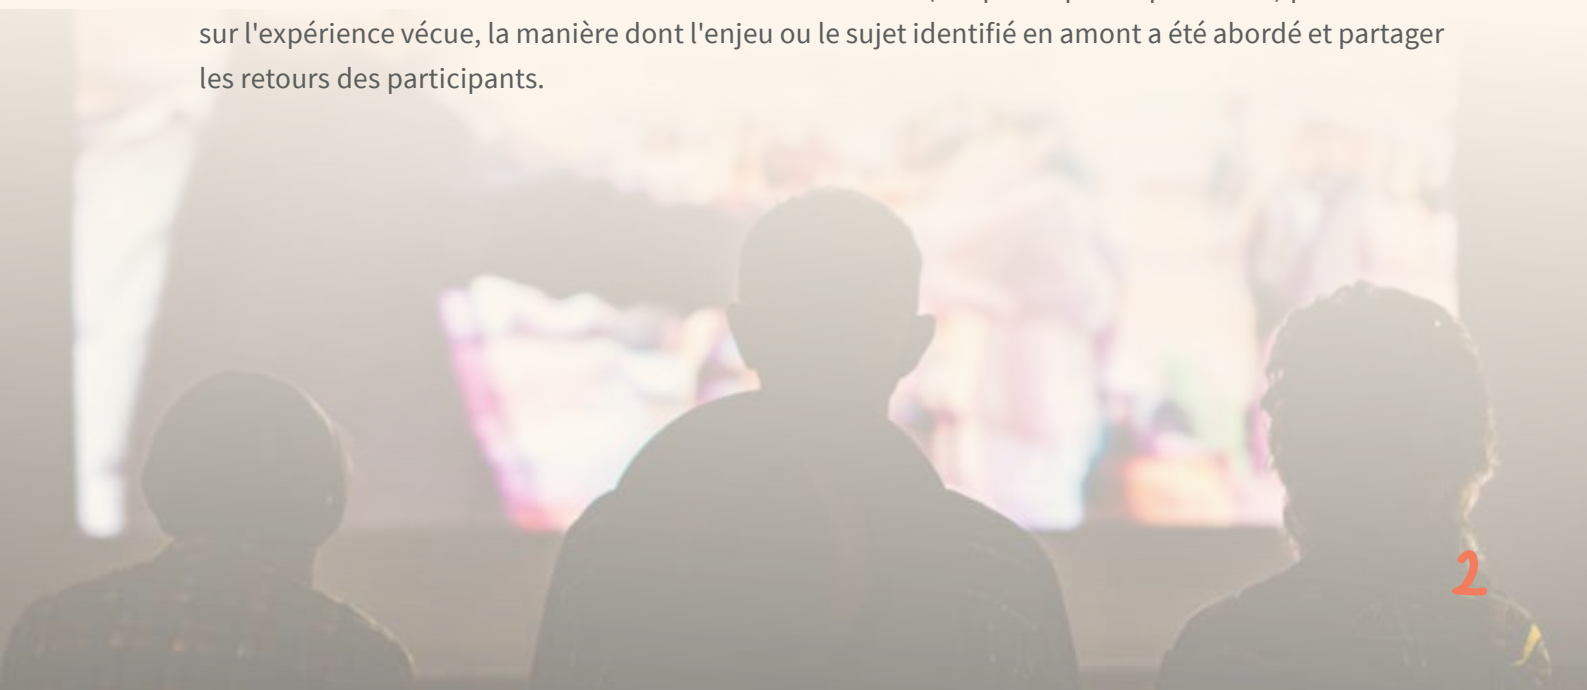 sur l'expérience vécue, la manière dont l'enjeu ou le sujet identifié en amont a été abordé et partager
les retours des participants.
2